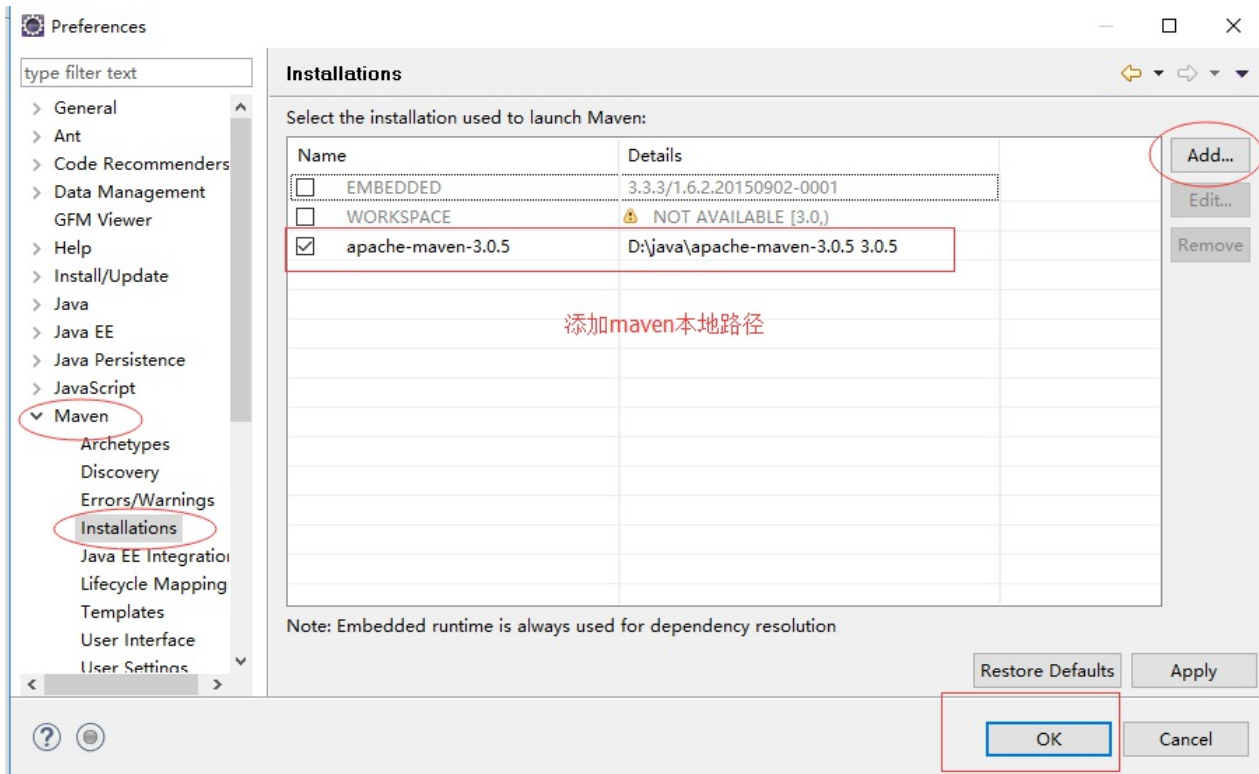 Preferences
type filter text
General
Ant
Code Recommenders
Data Management
GFM Viewer
Help
Install/Update
Java
Java EE
Java Persistence
JavaScript
Maven
Archetypes
Discovery
Errors/Warnings
Installations
Java EE Integration
Lifecycle Mapping
Templates
User Interface
User Settings
Installations
Select the installation used to launch Maven:
Name Details
EMBEDDED 3.3.3/1.6.2.20150902-0001
WORKSPACE NOT AVAILABLE [3.0,)
apache-maven-3.0.5 D:\java\apache-maven-3.0.5 3.0.5
添加maven本地路径
Add...
Edit...
Remove
Note: Embedded runtime is always used for dependency resolution
Restore Defaults Apply
OK Cancel